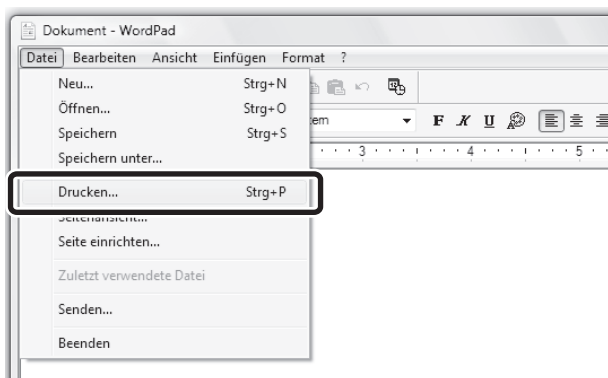 Dokument - WordPad
Datei Bearbeiten Ansicht Einfügen Format ?
Neu... Strg+N
Öffnen... Strg+O
Speichern Strg+S
Speichern unter...
Drucken... Strg+P
Seitenansicht...
Seite einrichten...
Zuletzt verwendete Datei
Senden...
Beenden
F K U
3 4 5